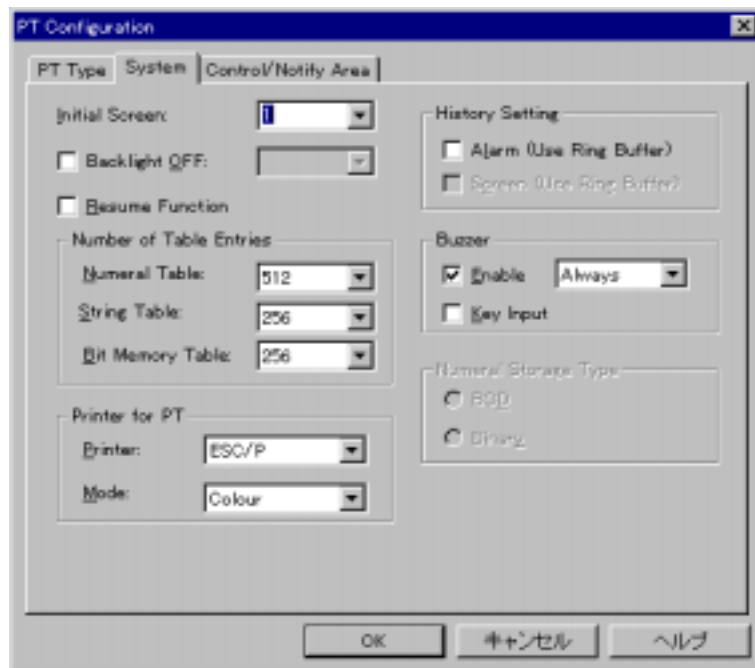 PT Configuration
PT Type System Control/Notify Area
Initial Screen: 1
Backlight OFF:
Resume Function
Number of Table Entries
Numeral Table: 512
String Table: 256
Bit Memory Table: 256
Printer for PT
Printer: ESC/P
Mode: Colour
History Setting
Alarm (Use Ring Buffer)
Screen (Use Ring Buffer)
Buzzer
Enable Always
Key Input
Numeral Storage Type
BCD
Binary
OK キャンセル ヘルプ